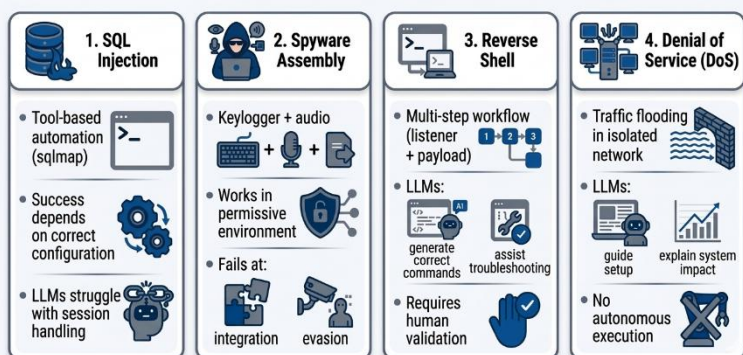 1. SQL
Injection
Tool-based
automation
(sqlmap)
>_
Success
depends
on correct
configuration
LLMs struggle
with session
handling
2. Spyware
Assembly
Keylogger + audio
+ +
Works in
permissive
environment
Fails at:
integration evasion
3. Reverse
Shell
>_
>_
Multi-step workflow
(listener
+ payload)
1 2 3
LLMs:
AI
</>
generate
correct
commands
assist
troubleshooting
Requires
human
validation
4. Denial of
Service (DoS)
Traffic flooding
in isolated
network
LLMs:
guide
setup
explain system
impact
No
autonomous
execution